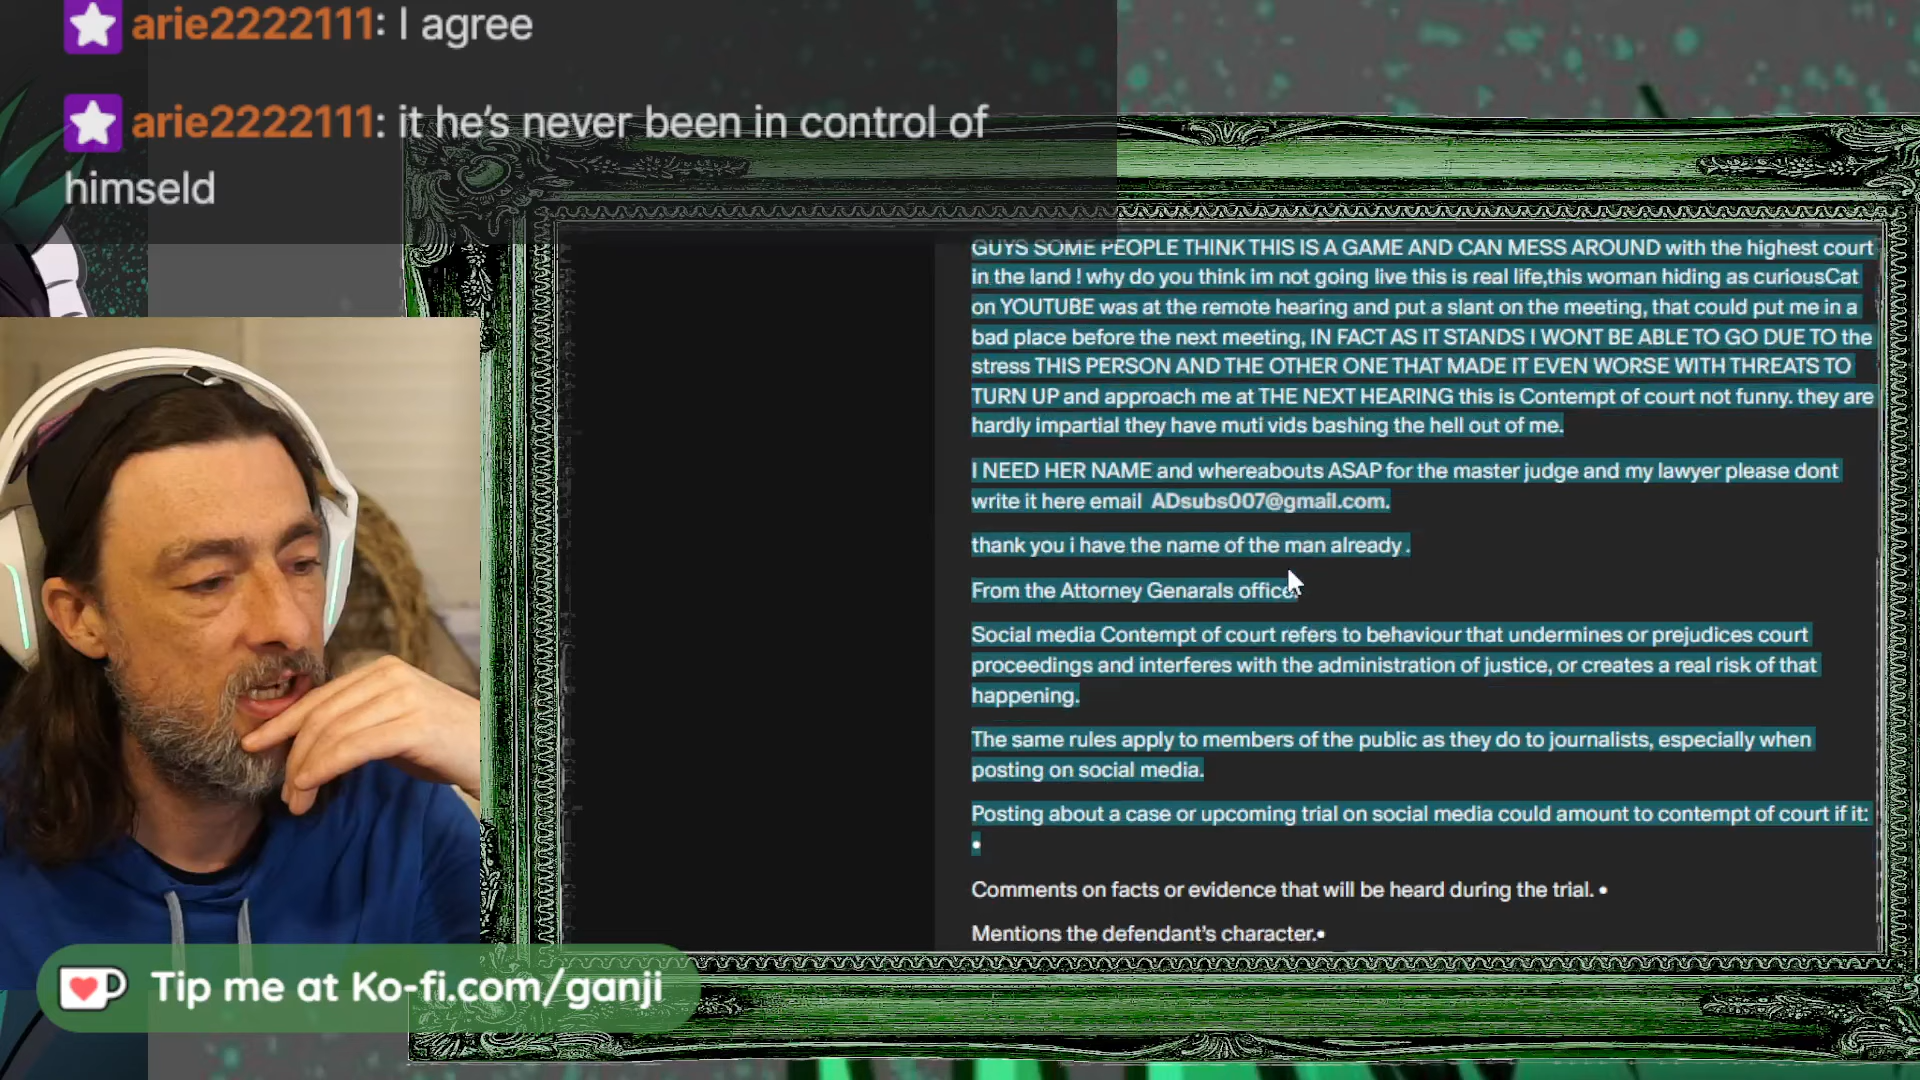 arie2222111: I agree
arie2222111: it he's never been in control of
himseld
GUYS SOME PEOPLE THINK THIS IS A GAME AND CAN MESS AROUND with the highest court
in the land ! why do you think im not going live this is real life,this woman hiding as curiousCat
on YOUTUBE was at the remote hearing and put a slant on the meeting, that could put me in a
bad place before the next meeting, IN FACT AS IT STANDS I WONT BE ABLE TO GO DUE TO the
stress THIS PERSON AND THE OTHER ONE THAT MADE IT EVEN WORSE WITH THREATS TO
TURN UP and approach me at THE NEXT HEARING this is Contempt of court not funny. they are
hardly impartial they have muti vids bashing the hell out of me.
I NEED HER NAME and whereabouts ASAP for the master judge and my lawyer please dont
write it here email ADsubs007@gmail.com.
thank you i have the name of the man already .
From the Attorney Genarals office.
Social media Contempt of court refers to behaviour that undermines or prejudices court
proceedings and interferes with the administration of justice, or creates a real risk of that
happening.
The same rules apply to members of the public as they do to journalists, especially when
posting on social media.
Posting about a case or upcoming trial on social media could amount to contempt of court if it:
•
Comments on facts or evidence that will be heard during the trial. •
Mentions the defendant's character.•
Tip me at Ko-fi.com/ganji